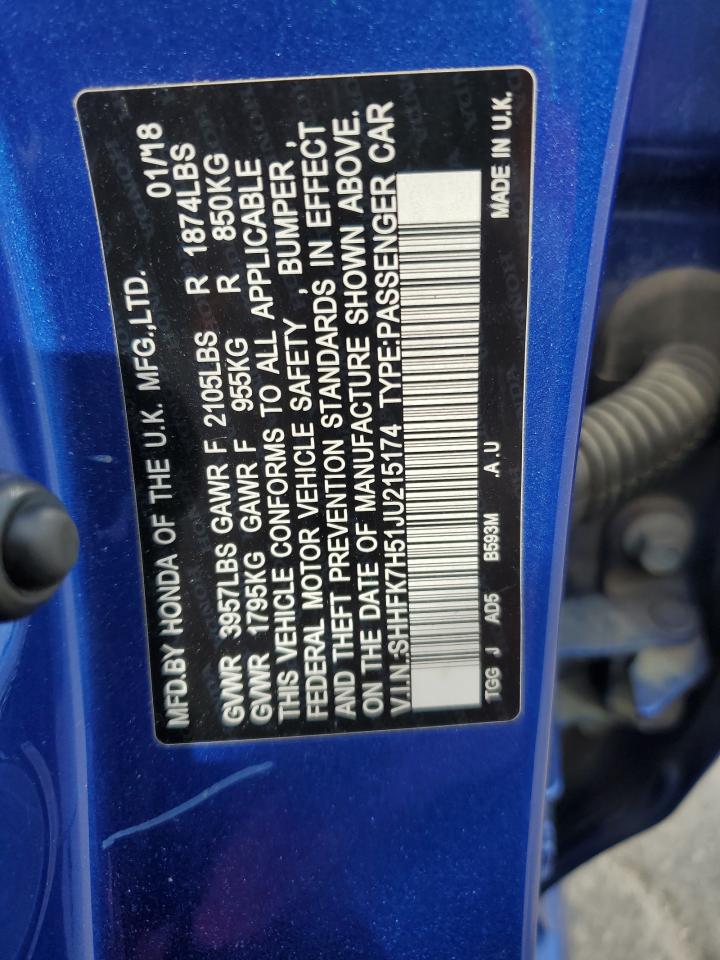 MFD.BY HONDA OF THE U.K. MFG.,LTD. 01/18
GVWR 3957LBS GAWR F 2105LBS R 1874LBS
GVWR 1795KG GAWR F 955KG R 850KG
THIS VEHICLE CONFORMS TO ALL APPLICABLE
FEDERAL MOTOR VEHICLE SAFETY , BUMPER ,
AND THEFT PREVENTION STANDARDS IN EFFECT
ON THE DATE OF MANUFACTURE SHOWN ABOVE.
V.I.N.:SHHFK7H51JU215174 TYPE:PASSENGER CAR
TGG J AD5 B593M .A .U MADE IN U.K.